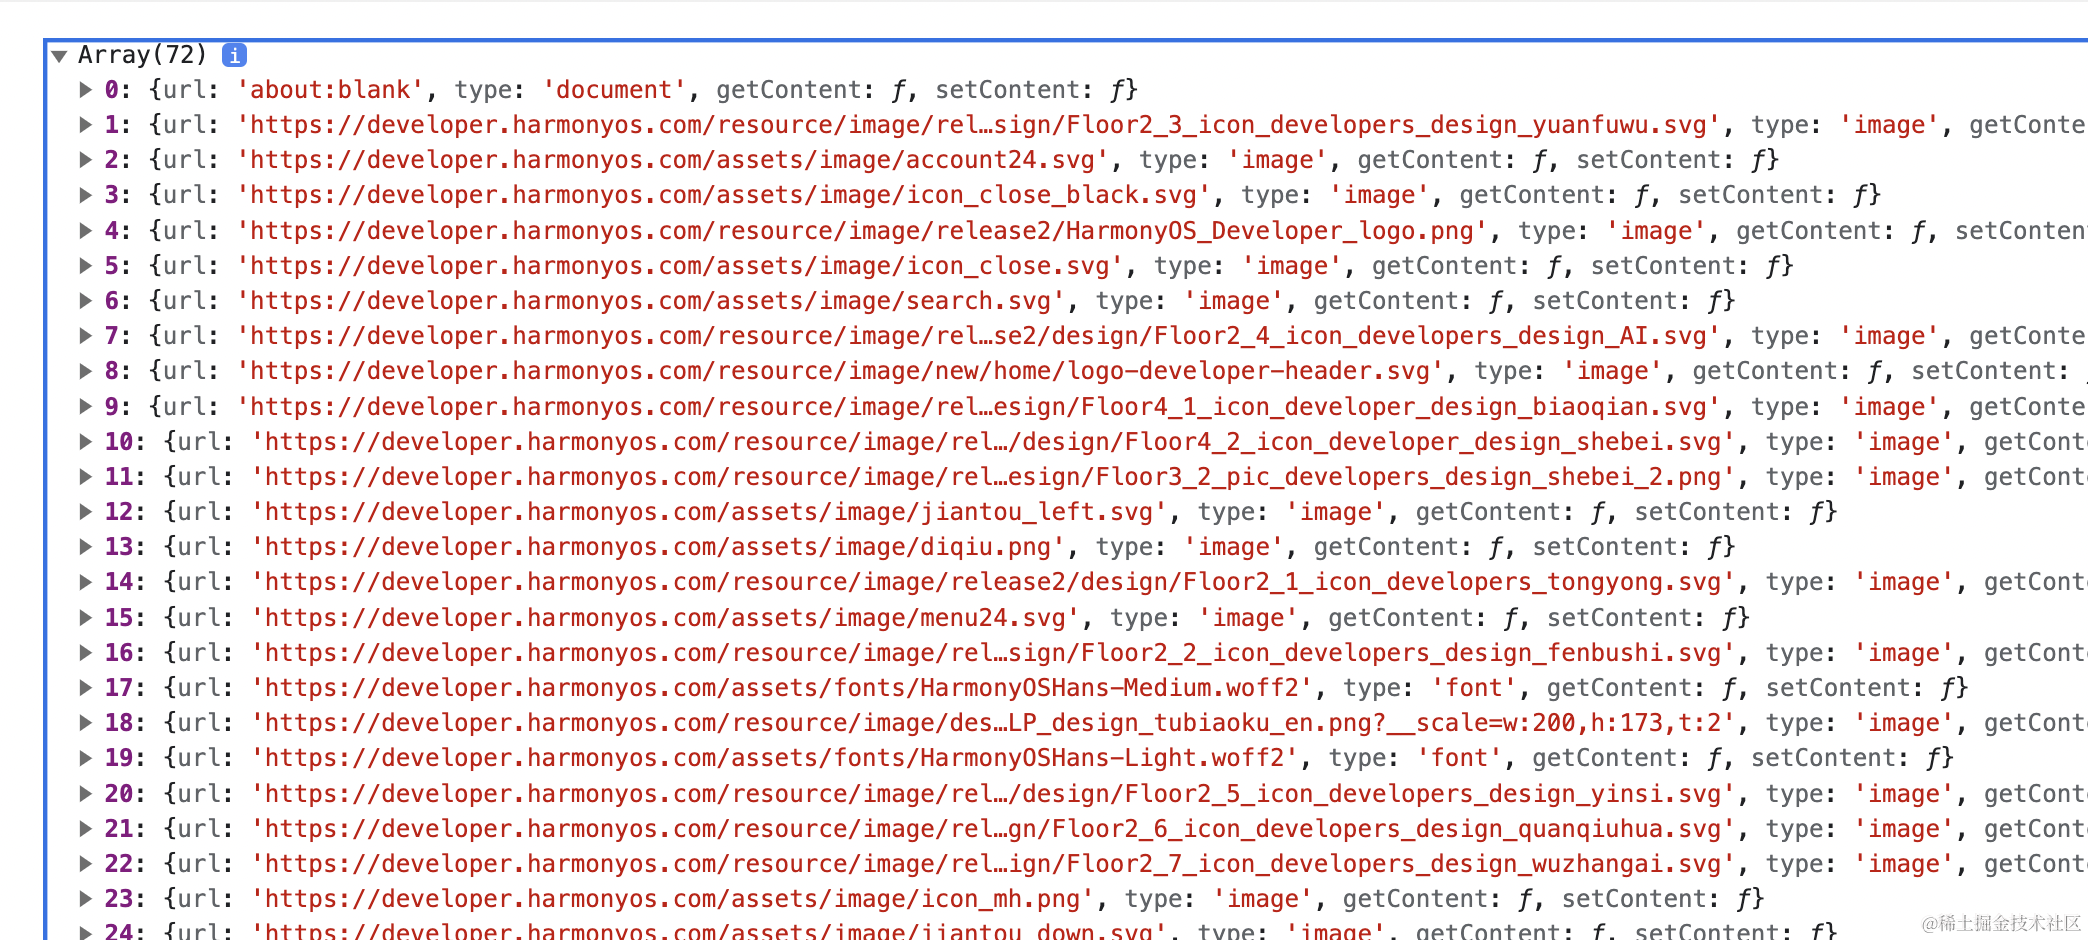 ▼ Array(72) i
▶ 0: {url: 'about:blank', type: 'document', getContent: ƒ, setContent: ƒ}
▶ 1: {url: 'https://developer.harmonyos.com/resource/image/rel…sign/Floor2_3_icon_developers_design_yuanfuwu.svg', type: 'image', getConte
▶ 2: {url: 'https://developer.harmonyos.com/assets/image/account24.svg', type: 'image', getContent: ƒ, setContent: ƒ}
▶ 3: {url: 'https://developer.harmonyos.com/assets/image/icon_close_black.svg', type: 'image', getContent: ƒ, setContent: ƒ}
▶ 4: {url: 'https://developer.harmonyos.com/resource/image/release2/HarmonyOS_Developer_logo.png', type: 'image', getContent: ƒ, setConten
▶ 5: {url: 'https://developer.harmonyos.com/assets/image/icon_close.svg', type: 'image', getContent: ƒ, setContent: ƒ}
▶ 6: {url: 'https://developer.harmonyos.com/assets/image/search.svg', type: 'image', getContent: ƒ, setContent: ƒ}
▶ 7: {url: 'https://developer.harmonyos.com/resource/image/rel…se2/design/Floor2_4_icon_developers_design_AI.svg', type: 'image', getConte
▶ 8: {url: 'https://developer.harmonyos.com/resource/image/new/home/logo-developer-header.svg', type: 'image', getContent: ƒ, setContent:
▶ 9: {url: 'https://developer.harmonyos.com/resource/image/rel…esign/Floor4_1_icon_developer_design_biaoqian.svg', type: 'image', getConte
▶ 10: {url: 'https://developer.harmonyos.com/resource/image/rel…/design/Floor4_2_icon_developer_design_shebei.svg', type: 'image', getCont
▶ 11: {url: 'https://developer.harmonyos.com/resource/image/rel…esign/Floor3_2_pic_developers_design_shebei_2.png', type: 'image', getCont
▶ 12: {url: 'https://developer.harmonyos.com/assets/image/jiantou_left.svg', type: 'image', getContent: ƒ, setContent: ƒ}
▶ 13: {url: 'https://developer.harmonyos.com/assets/image/diqiu.png', type: 'image', getContent: ƒ, setContent: ƒ}
▶ 14: {url: 'https://developer.harmonyos.com/resource/image/release2/design/Floor2_1_icon_developers_tongyong.svg', type: 'image', getCont
▶ 15: {url: 'https://developer.harmonyos.com/assets/image/menu24.svg', type: 'image', getContent: ƒ, setContent: ƒ}
▶ 16: {url: 'https://developer.harmonyos.com/resource/image/rel…sign/Floor2_2_icon_developers_design_fenbushi.svg', type: 'image', getCont
▶ 17: {url: 'https://developer.harmonyos.com/assets/fonts/HarmonyOSHans-Medium.woff2', type: 'font', getContent: ƒ, setContent: ƒ}
▶ 18: {url: 'https://developer.harmonyos.com/resource/image/des…LP_design_tubiaoku_en.png?__scale=w:200,h:173,t:2', type: 'image', getCont
▶ 19: {url: 'https://developer.harmonyos.com/assets/fonts/HarmonyOSHans-Light.woff2', type: 'font', getContent: ƒ, setContent: ƒ}
▶ 20: {url: 'https://developer.harmonyos.com/resource/image/rel…/design/Floor2_5_icon_developers_design_yinsi.svg', type: 'image', getCont
▶ 21: {url: 'https://developer.harmonyos.com/resource/image/rel…gn/Floor2_6_icon_developers_design_quanqiuhua.svg', type: 'image', getCont
▶ 22: {url: 'https://developer.harmonyos.com/resource/image/rel…ign/Floor2_7_icon_developers_design_wuzhangai.svg', type: 'image', getCont
▶ 23: {url: 'https://developer.harmonyos.com/assets/image/icon_mh.png', type: 'image', getContent: ƒ, setContent: ƒ}
▶ 24: {url: 'https://developer.harmonyos.com/assets/image/jiantou_down.svg', type: 'image', getContent: ƒ, setContent: ƒ}
@稀土掘金技术社区